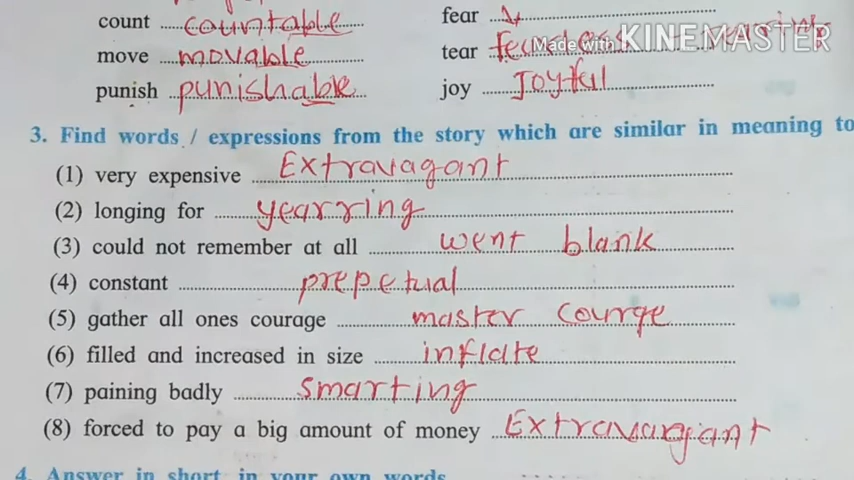 count countable
fear
move movable
tear
Made with KINEMASTER
punish punishable
joy Joyful
3. Find words / expressions from the story which are similar in meaning to
(1) very expensive Extravagant
(2) longing for yearring
(3) could not remember at all went blank
(4) constant prepetual
(5) gather all ones courage master courge
(6) filled and increased in size inflate
(7) paining badly smarting
(8) forced to pay a big amount of money Extravagant
4. Answer in short in your own words